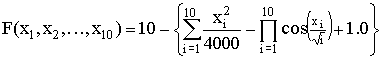 F(x₁,x₂,…,x₁₀)=10−{∑_{i=1}^{10} x_i²/4000 − ∏_{i=1}^{10} cos(x_i/√i)+1.0}